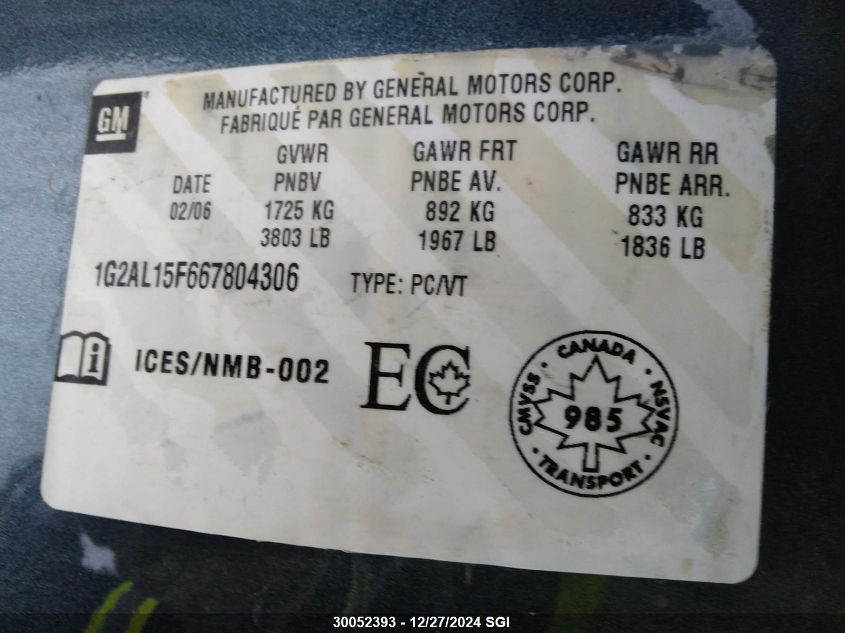 GM
MANUFACTURED BY GENERAL MOTORS CORP.
FABRIQUÉ PAR GENERAL MOTORS CORP.
GVWR GAWR FRT GAWR RR
DATE PNBV PNBE AV. PNBE ARR.
02/06 1725 KG 892 KG 833 KG
3803 LB 1967 LB 1836 LB
1G2AL15F667804306 TYPE: PC/VT
i ICES/NMB-002 EC
CANADA
CMVSS 985 NSVAC
TRANSPORT
30052393 - 12/27/2024 SGI